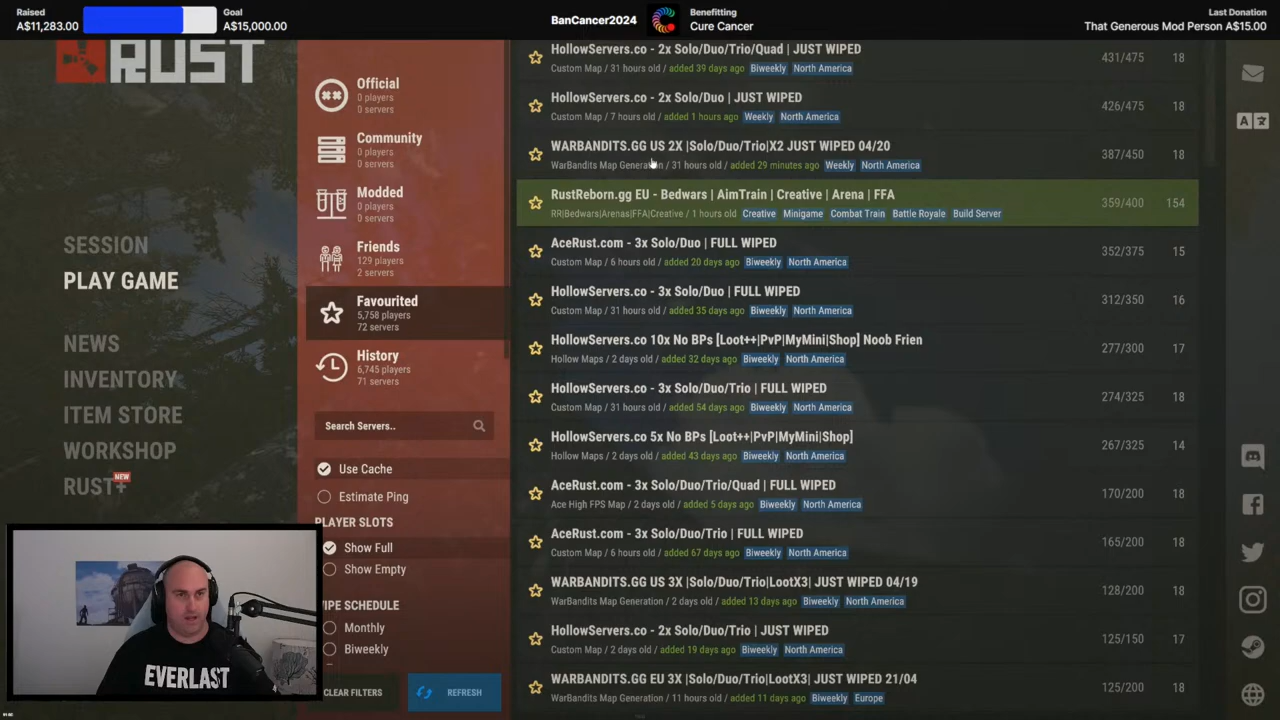 Raised
A$11,283.00
Goal
A$15,000.00
BanCancer2024
Benefitting
Cure Cancer
Last Donation
That Generous Mod Person A$15.00
RUST
SESSION
PLAY GAME
NEWS
INVENTORY
ITEM STORE
WORKSHOP
RUST+
NEW
Official
0 players
0 servers
Community
0 players
0 servers
Modded
0 players
0 servers
Friends
129 players
2 servers
Favourited
5,758 players
72 servers
History
6,745 players
71 servers
Search Servers..
Use Cache
Estimate Ping
PLAYER SLOTS
Show Full
Show Empty
WIPE SCHEDULE
Monthly
Biweekly
CLEAR FILTERS
REFRESH
HollowServers.co - 2x Solo/Duo/Trio/Quad | JUST WIPED 431/475 18
Custom Map / 31 hours old / added 39 days ago Biweekly North America
HollowServers.co - 2x Solo/Duo | JUST WIPED 426/475 18
Custom Map / 7 hours old / added 1 hours ago Weekly North America
WARBANDITS.GG US 2X |Solo/Duo/Trio|X2 JUST WIPED 04/20 387/450 18
WarBandits Map Generation / 31 hours old / added 29 minutes ago Weekly North America
RustReborn.gg EU - Bedwars | AimTrain | Creative | Arena | FFA 359/400 154
RR|Bedwars|Arenas|FFA|Creative / 1 hours old Creative Minigame Combat Train Battle Royale Build Server
AceRust.com - 3x Solo/Duo | FULL WIPED 352/375 15
Custom Map / 6 hours old / added 20 days ago Biweekly North America
HollowServers.co - 3x Solo/Duo | FULL WIPED 312/350 16
Custom Map / 31 hours old / added 35 days ago Biweekly North America
HollowServers.co 10x No BPs [Loot++|PvP|MyMini|Shop] Noob Frien 277/300 17
Hollow Maps / 2 days old / added 32 days ago Biweekly North America
HollowServers.co - 3x Solo/Duo/Trio | FULL WIPED 274/325 18
Custom Map / 31 hours old / added 54 days ago Biweekly North America
HollowServers.co 5x No BPs [Loot++|PvP|MyMini|Shop] 267/325 14
Hollow Maps / 2 days old / added 43 days ago Biweekly North America
AceRust.com - 3x Solo/Duo/Trio/Quad | FULL WIPED 170/200 18
Ace High FPS Map / 2 days old / added 5 days ago Biweekly North America
AceRust.com - 3x Solo/Duo/Trio | FULL WIPED 165/200 18
Custom Map / 6 hours old / added 67 days ago Biweekly North America
WARBANDITS.GG US 3X |Solo/Duo/Trio|LootX3| JUST WIPED 04/19 128/200 18
WarBandits Map Generation / 2 days old / added 13 days ago Biweekly North America
HollowServers.co - 2x Solo/Duo/Trio | JUST WIPED 125/150 17
Custom Map / 2 days old / added 19 days ago Biweekly North America
WARBANDITS.GG EU 3X |Solo/Duo/Trio|LootX3| JUST WIPED 21/04 125/200 18
WarBandits Map Generation / 11 hours old / added 11 days ago Biweekly Europe
EVERLAST